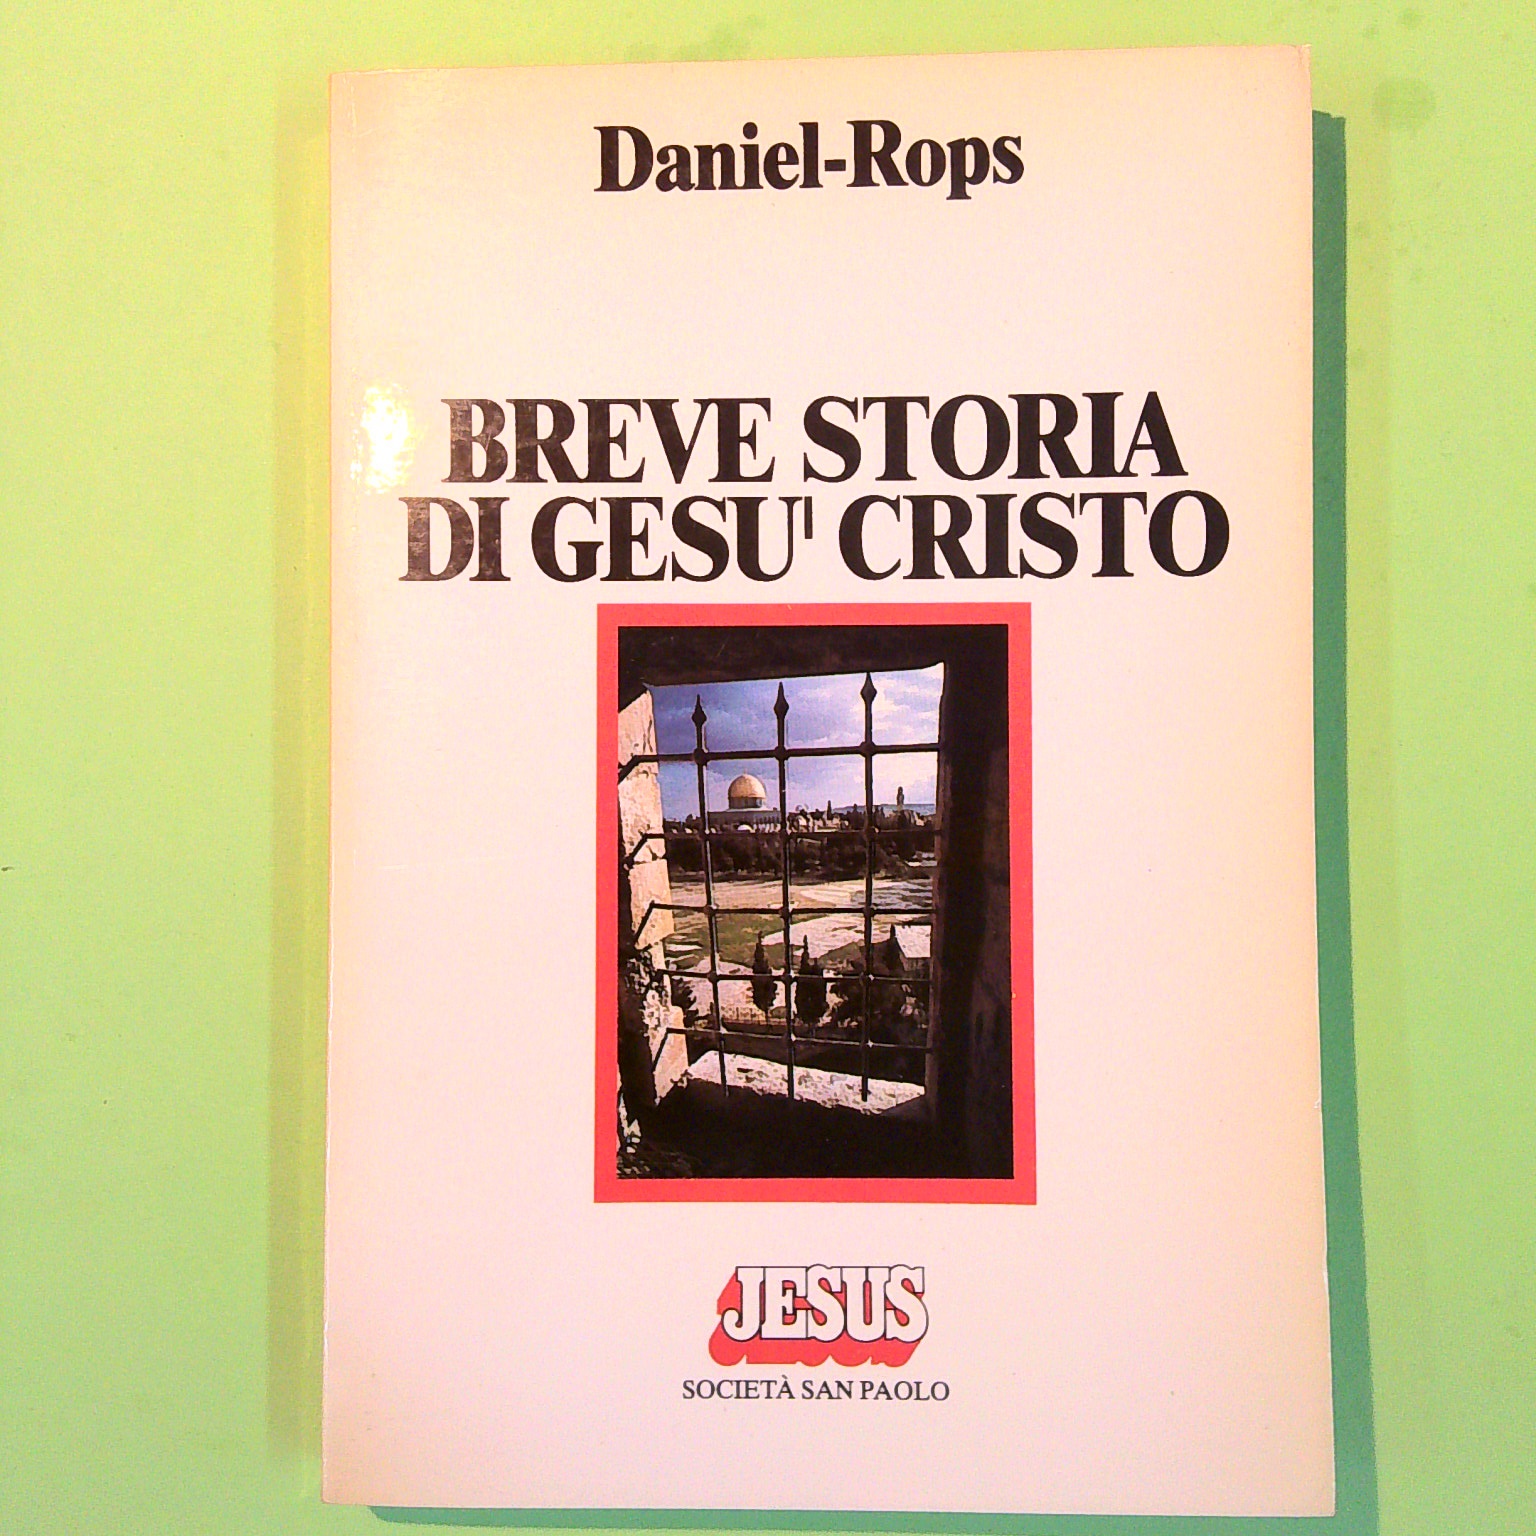 Daniel-Rops
BREVE STORIA
DI GESU' CRISTO
JESUS
SOCIETÀ SAN PAOLO